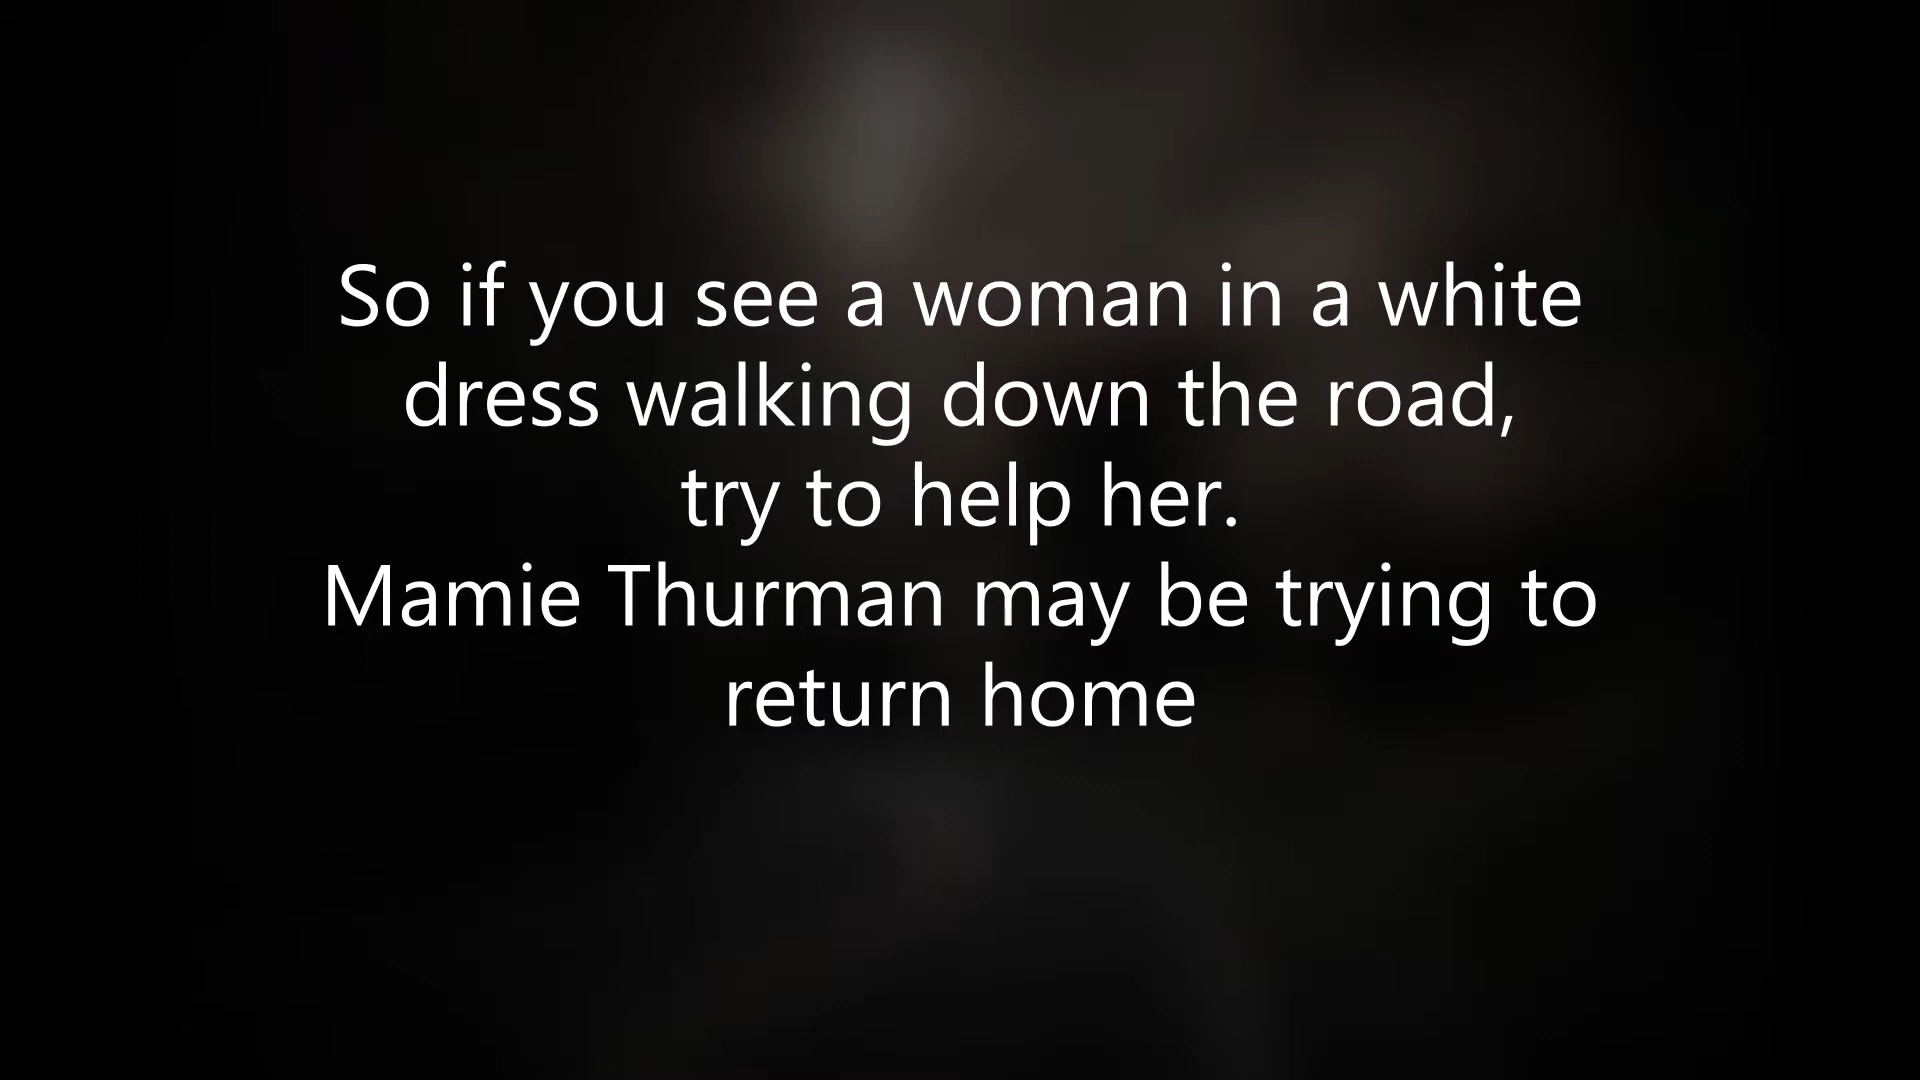 So if you see a woman in a white
dress walking down the road,
try to help her.
Mamie Thurman may be trying to
return home